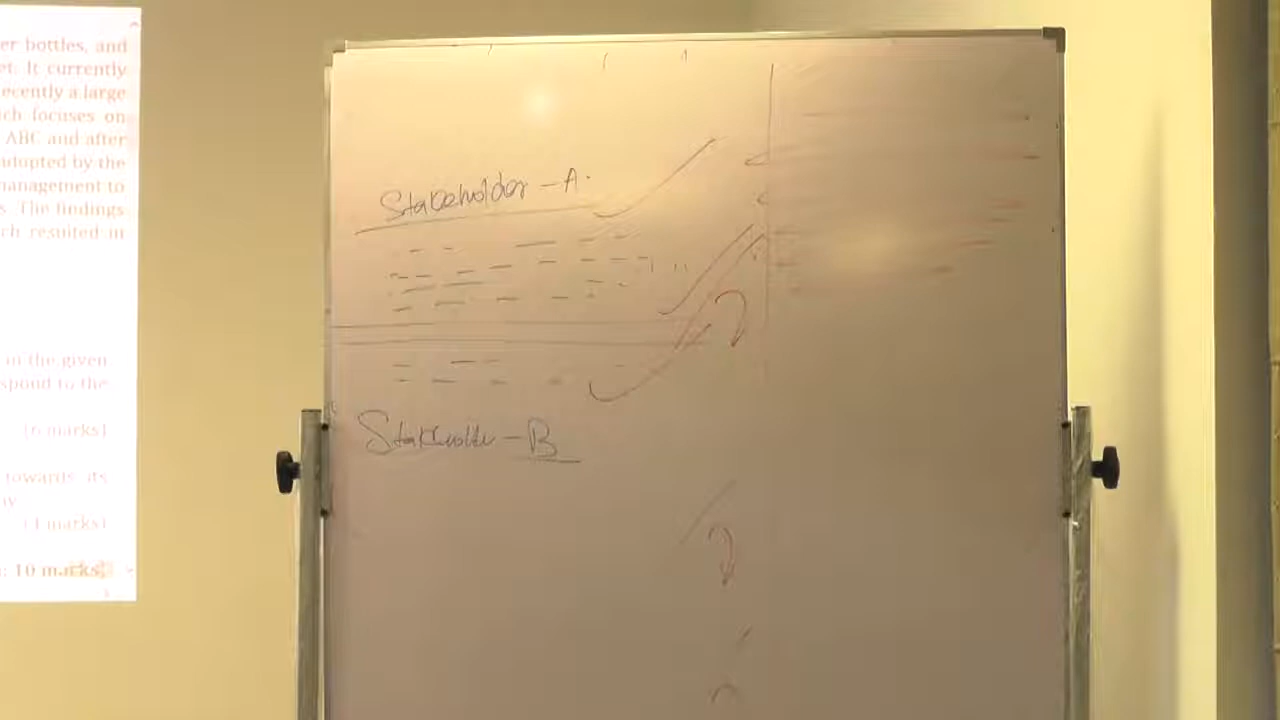 er bottles, and
et. It currently
ecently a large
ch focuses on
ABC and after
adopted by the
management to
s. The findings
ch resulted in
in the given
spond to the
[6 marks]
towards its
ny
[4 marks]
: 10 marks]
Stakeholder - A.
Stakeholder - B